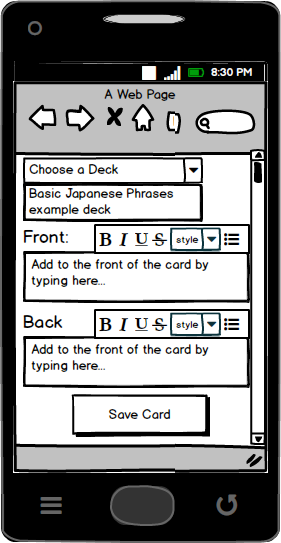 8:30 PM
A Web Page
Choose a Deck
Basic Japanese Phrases
example deck
Front:
B I U S style
Add to the front of the card by
typing here...
Back
B I U S style
Add to the front of the card by
typing here...
Save Card